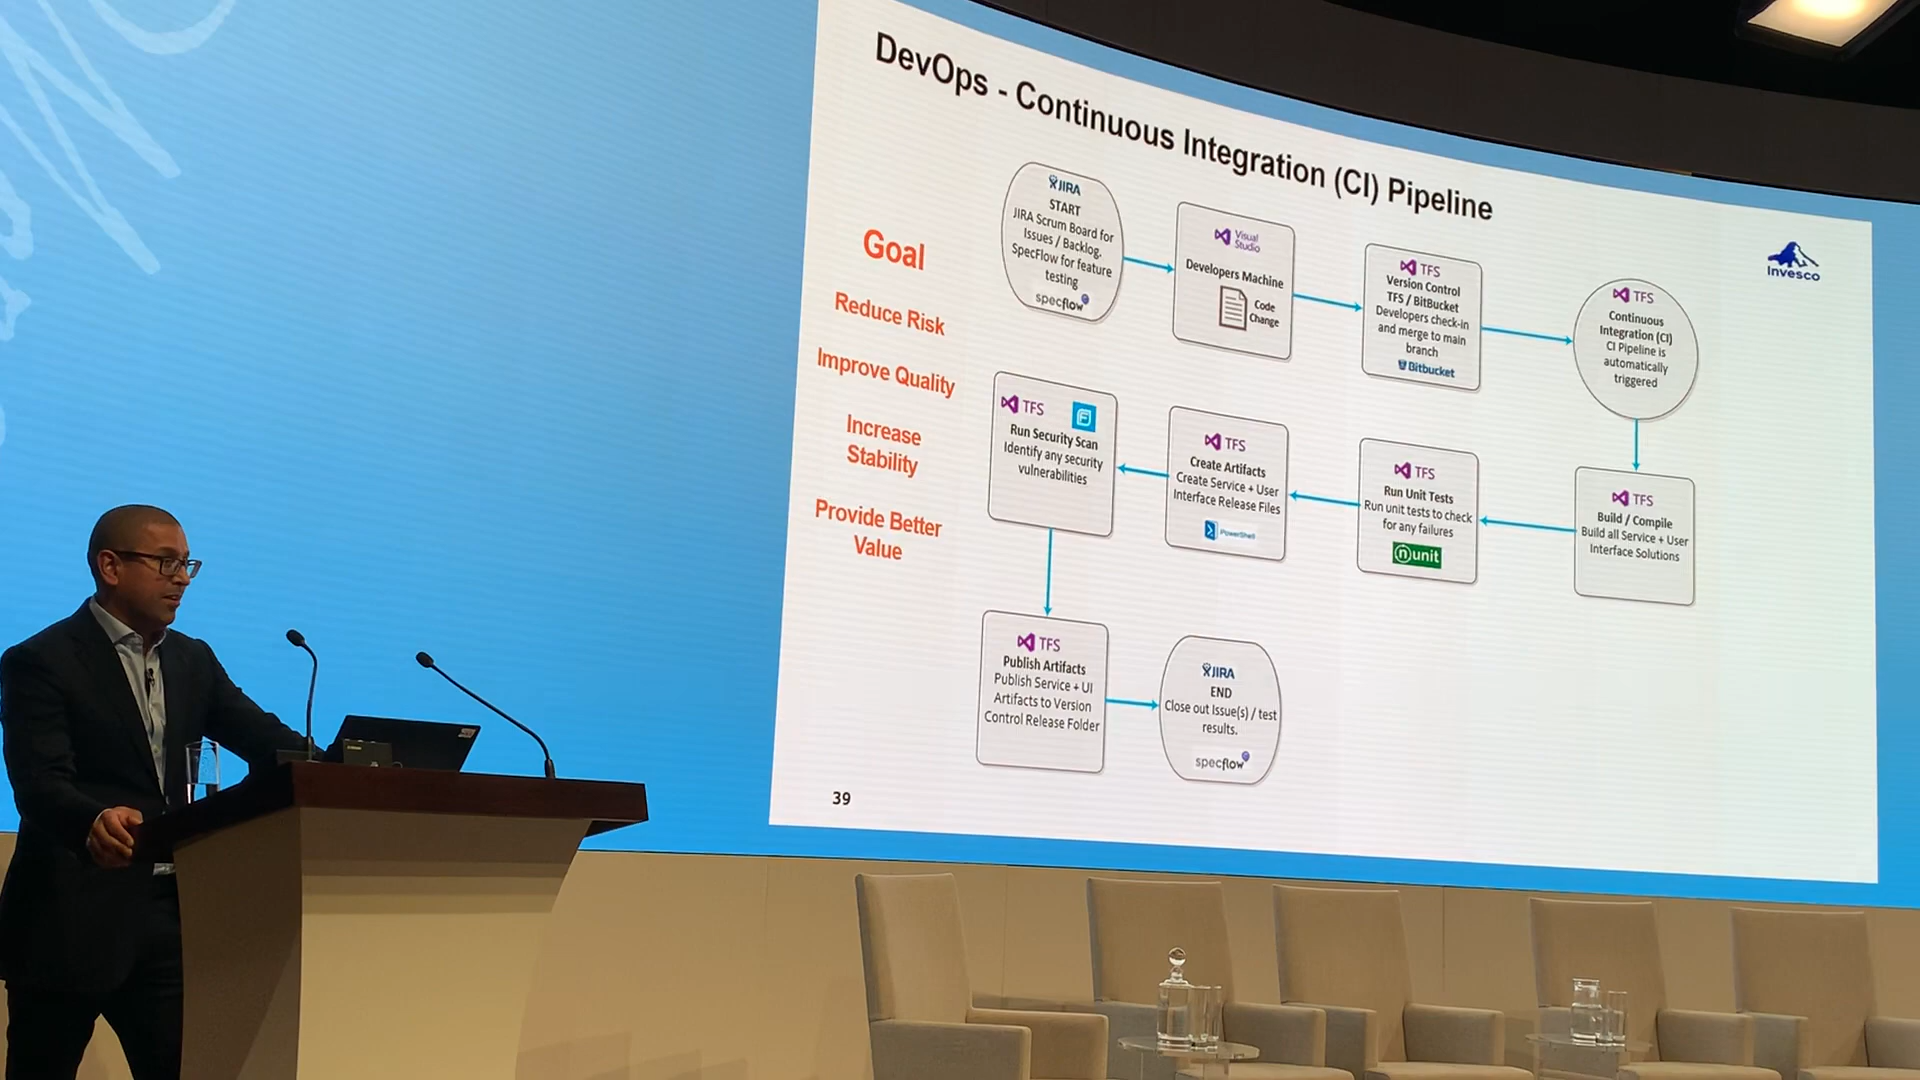 DevOps - Continuous Integration (CI) Pipeline
Invesco
Goal
Reduce Risk
Improve Quality
Increase
Stability
Provide Better
Value
JIRA
START
JIRA Scrum Board for
Issues / Backlog.
SpecFlow for feature
testing
specflow
Visual
Studio
Developers Machine
Code
Change
TFS
Version Control
TFS / BitBucket
Developers check-in
and merge to main
branch
Bitbucket
TFS
Continuous
Integration (CI)
CI Pipeline is
automatically
triggered
TFS
Build / Compile
Build all Service + User
Interface Solutions
TFS
Run Unit Tests
Run unit tests to check
for any failures
nunit
TFS
Create Artifacts
Create Service + User
Interface Release Files
PowerShell
TFS
Run Security Scan
Identify any security
vulnerabilities
TFS
Publish Artifacts
Publish Service + UI
Artifacts to Version
Control Release Folder
JIRA
END
Close out Issue(s) / test
results.
specflow
39